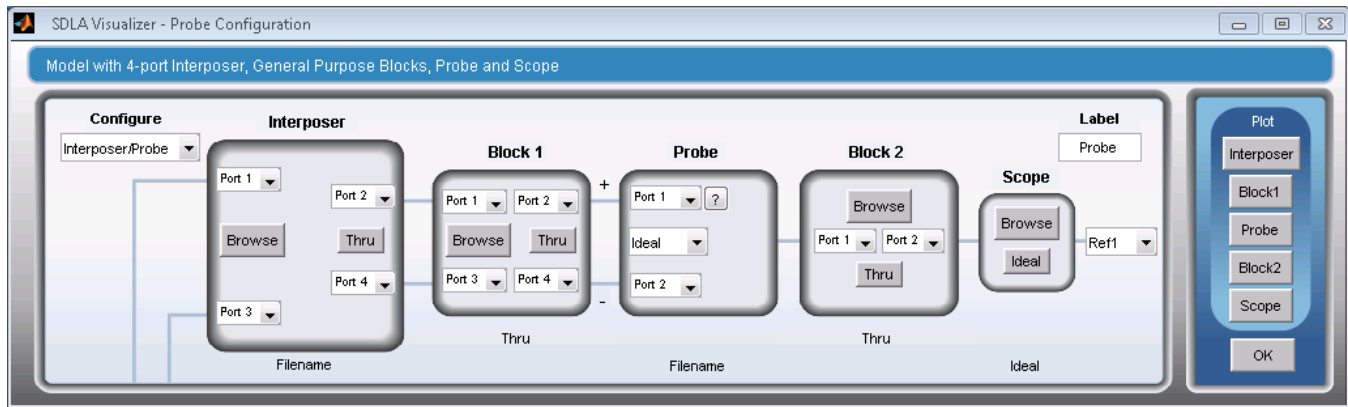 SDLA Visualizer - Probe Configuration
Model with 4-port Interposer, General Purpose Blocks, Probe and Scope
Configure
Interposer/Probe
Interposer
Port 1
Port 2
Browse
Thru
Port 4
Port 3
Filename
Block 1
Port 1 Port 2
Browse Thru
Port 3 Port 4
Thru
+
-
Probe
Port 1 ?
Ideal
Port 2
Filename
Block 2
Browse
Port 1 Port 2
Thru
Thru
Scope
Browse
Ideal
Ideal
Label
Probe
Ref1
Plot
Interposer
Block1
Probe
Block2
Scope
OK